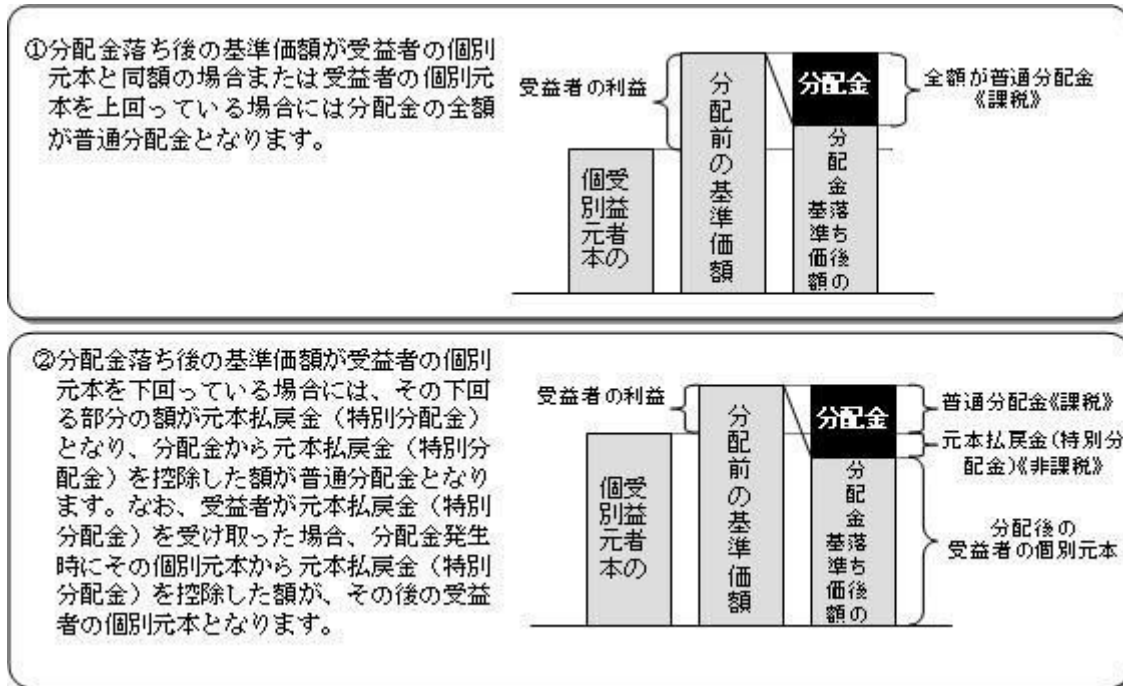 ①分配金落ち後の基準価額が受益者の個別
元本と同額の場合または受益者の個別元
本を上回っている場合には分配金の全額
が普通分配金となります。
受益者の利益
分配前の基準価額
分配金
全額が普通分配金
《課税》
受益者の
個別元本
分配金落ち後の
基準価額
②分配金落ち後の基準価額が受益者の個別
元本を下回っている場合には、その下回
る部分の額が元本払戻金（特別分配金）
となり、分配金から元本払戻金（特別分
配金）を控除した額が普通分配金となり
ます。なお、受益者が元本払戻金（特別
分配金）を受け取った場合、分配金発生
時にその個別元本から元本払戻金（特別
分配金）を控除した額が、その後の受益
者の個別元本となります。
受益者の利益
分配前の基準価額
分配金
普通分配金《課税》
元本払戻金(特別分
配金)《非課税》
受益者の
個別元本
分配金落ち後の
基準価額
分配後の
受益者の個別元本